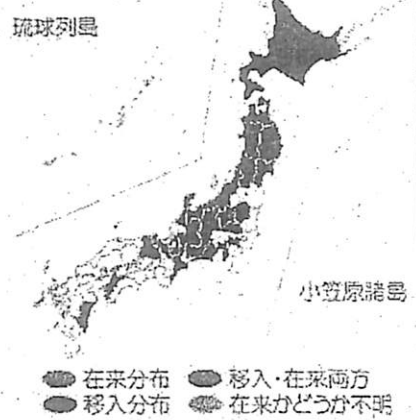 琉球列島
小笠原諸島
在来分布 移入・在来両方
移入分布 在来かどうか不明